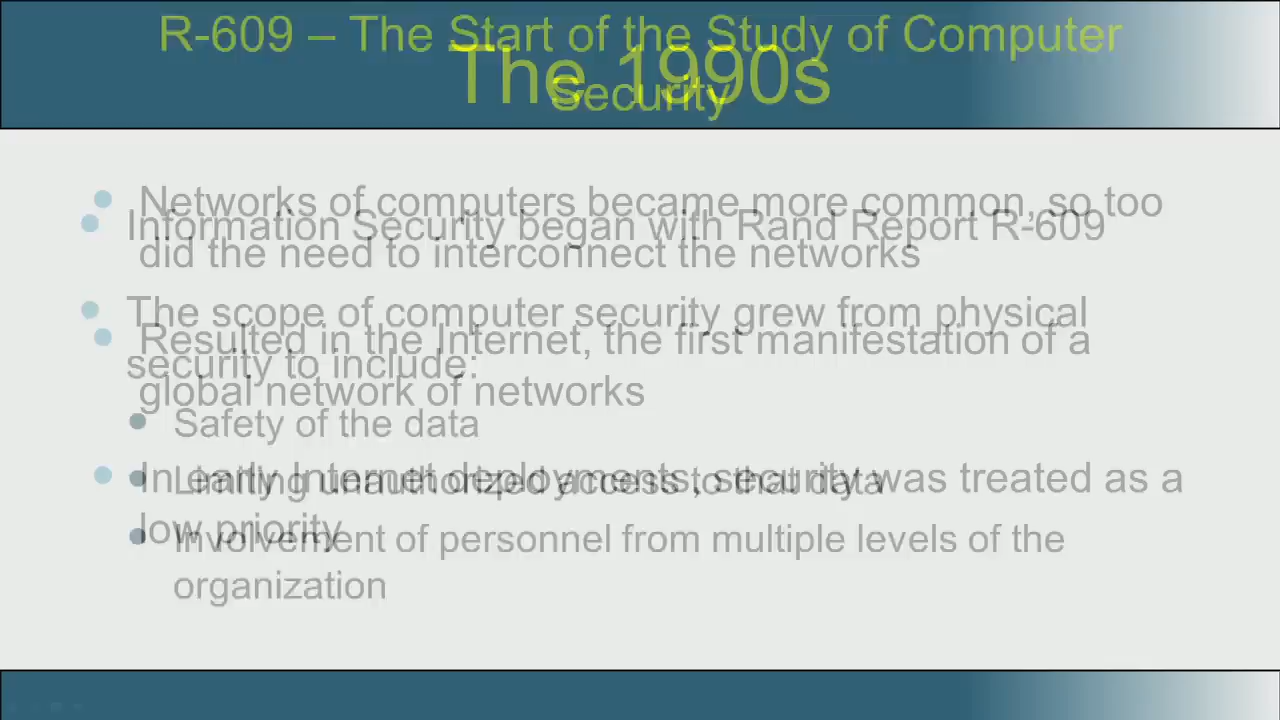 R-609 – The Start of the Study of Computer
Security
Information Security began with Rand Report R-609
The scope of computer security grew from physical
security to include:
Safety of the data
Limiting unauthorized access to that data
Involvement of personnel from multiple levels of the
organization
The 1990s
Networks of computers became more common, so too
did the need to interconnect the networks
Resulted in the Internet, the first manifestation of a
global network of networks
In early Internet deployments, security was treated as a
low priority